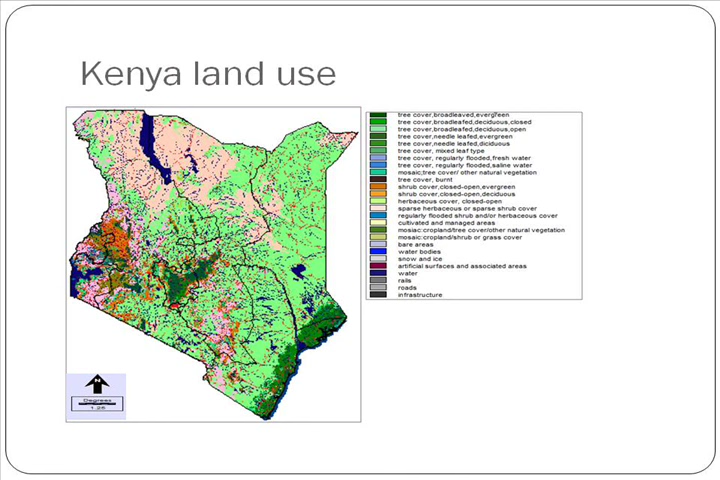 Kenya land use
tree cover,broadleaved,evergreen
tree cover,broadleafed,deciduous,closed
tree cover,broadleafed,deciduous,open
tree cover,needle leafed,evergreen
tree cover,needle leafed,diciduous
tree cover, mixed leaf type
tree cover, regularly flooded,fresh water
tree cover, regularly flooded,saline water
mosaic;tree cover/ other natural vegetation
tree cover, burnt
shrub cover,closed-open,evergreen
shrub cover,closed-open,deciduous
herbaceous cover, closed-open
sparse herbaceous or sparse shrub cover
regularly flooded shrub and/or herbaceous cover
cultivated and managed areas
mosiac:cropland/tree cover/other natural vegetation
mosaic:cropland/shrub or grass cover
bare areas
water bodies
snow and ice
artificial surfaces and associated areas
water
rails
roads
infrastructure
N
Degrees
1.25